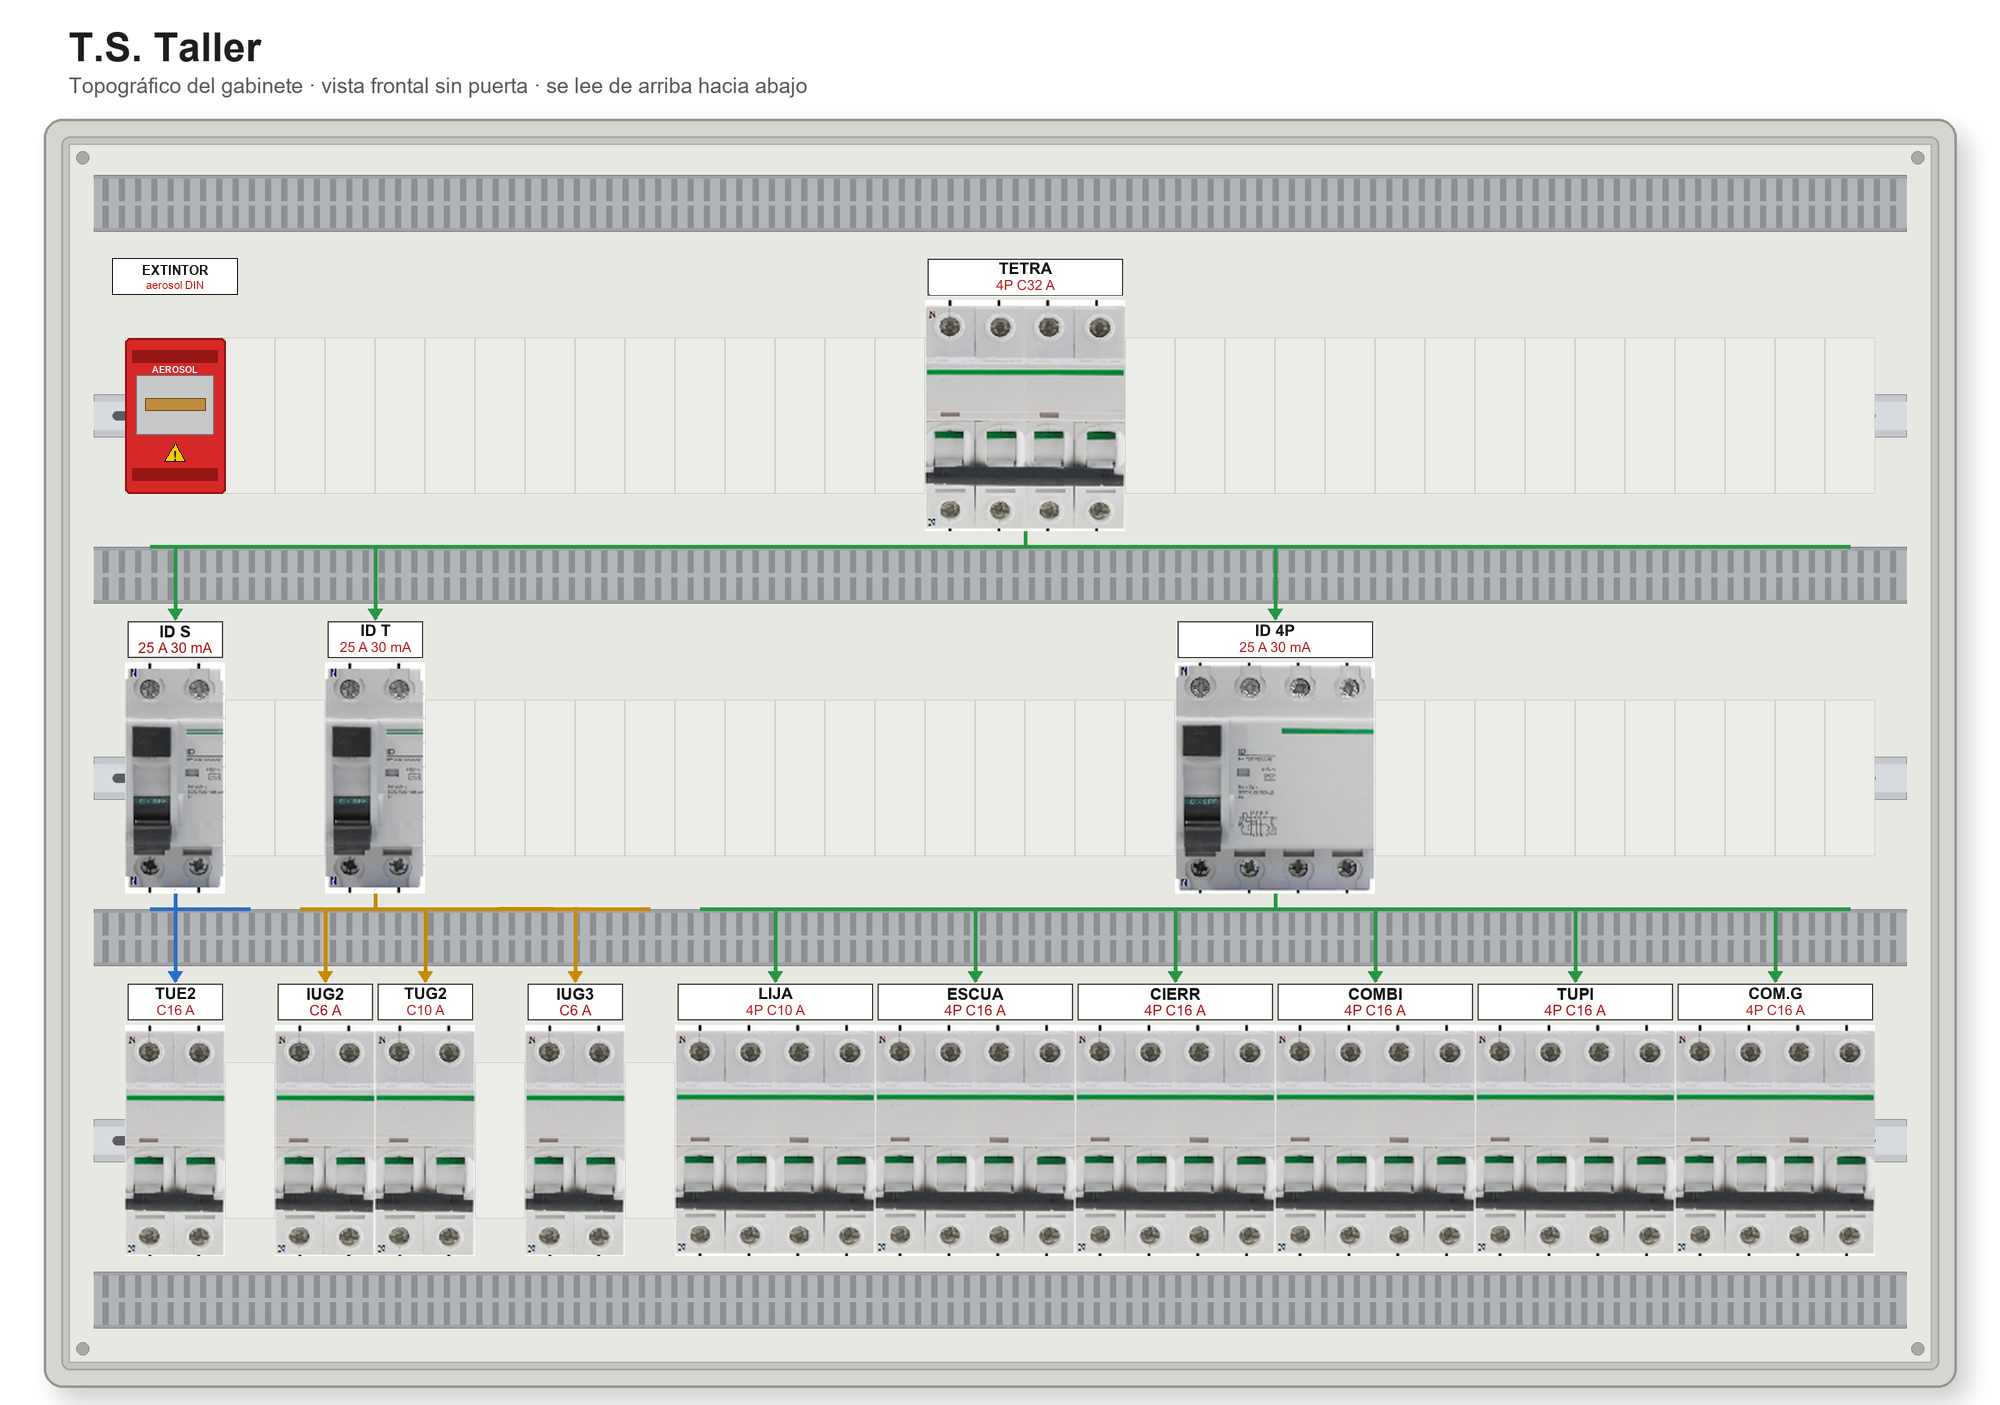 T.S. Taller
Topográfico del gabinete · vista frontal sin puerta · se lee de arriba hacia abajo
EXTINTOR
aerosol DIN
TETRA
4P C32 A
AEROSOL
ID S
25 A 30 mA
ID T
25 A 30 mA
ID 4P
25 A 30 mA
TUE2
C16 A
IUG2
C6 A
TUG2
C10 A
IUG3
C6 A
LIJA
4P C10 A
ESCUA
4P C16 A
CIERR
4P C16 A
COMBI
4P C16 A
TUPI
4P C16 A
COM.G
4P C16 A